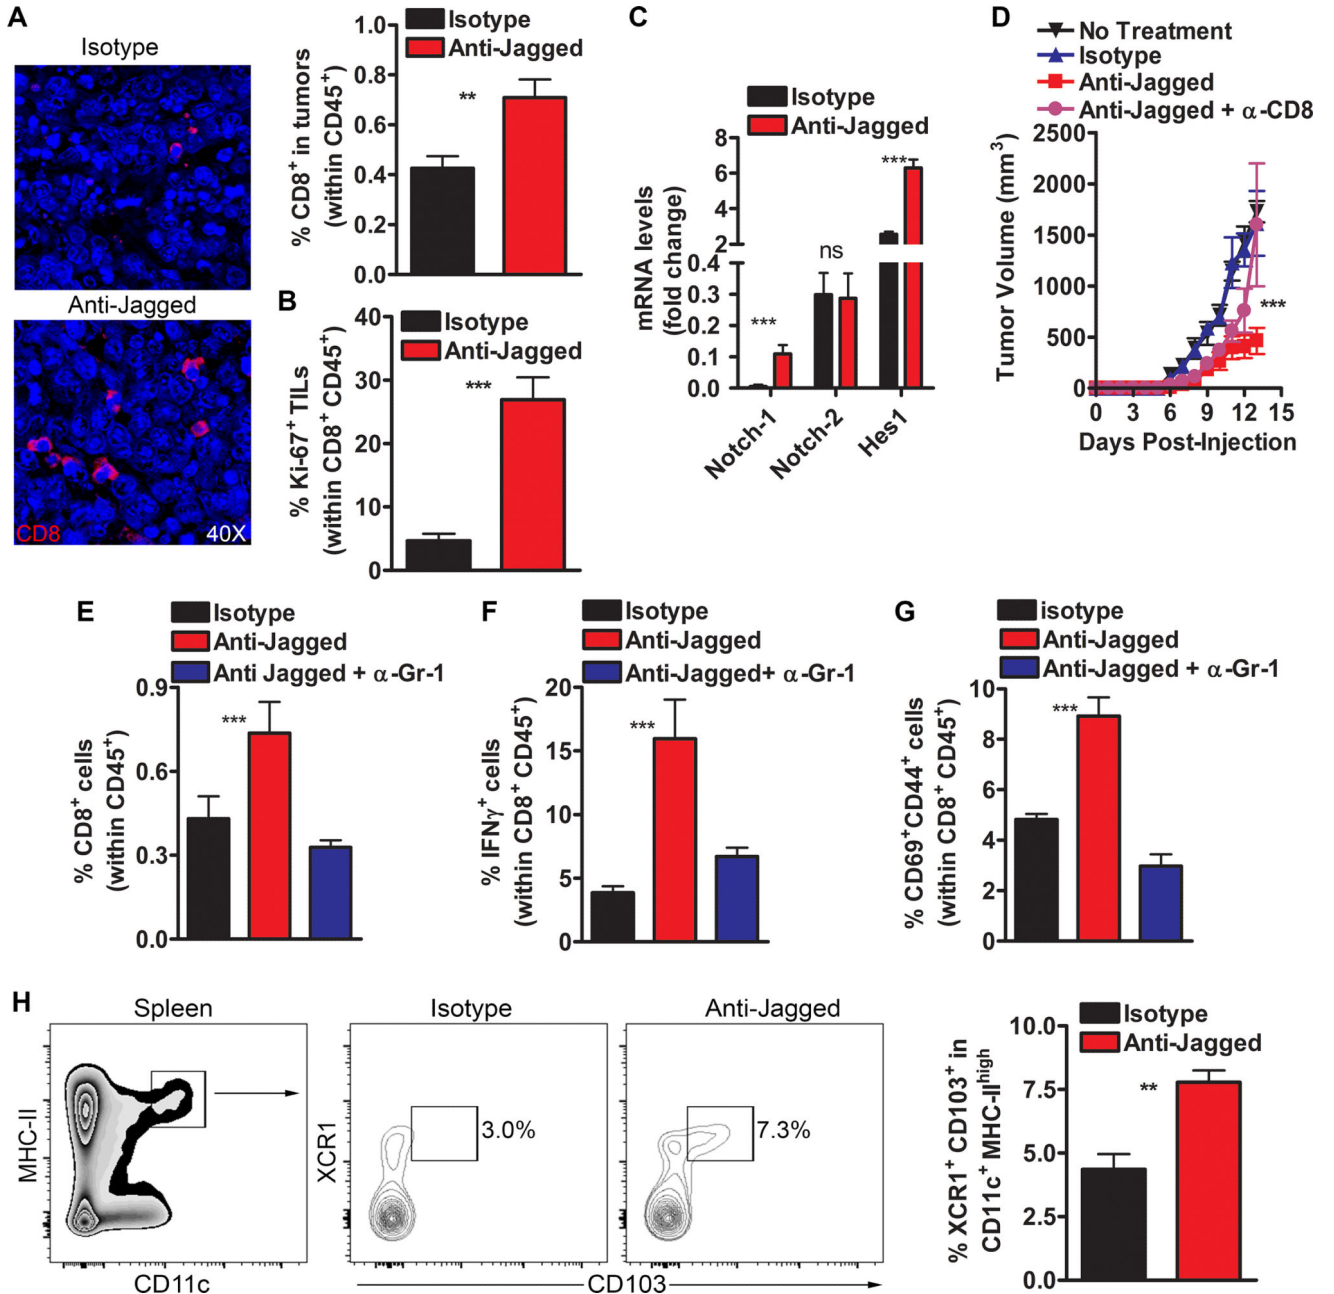 A
Isotype
Anti-Jagged
CD8
40X
Isotype
Anti-Jagged
% CD8⁺ in tumors
(within CD45⁺)
1.0
0.8
0.6
0.4
0.2
0.0
**
B
Isotype
Anti-Jagged
% Ki-67⁺ TILs
(within CD8⁺ CD45⁺)
40
30
20
10
0
***
C
Isotype
Anti-Jagged
mRNA levels
(fold change)
8
6
4
2
0.4
0.3
0.2
0.1
0.0
***
ns
***
Notch-1
Notch-2
Hes1
D
No Treatment
Isotype
Anti-Jagged
Anti-Jagged + α-CD8
Tumor Volume (mm³)
2500
2000
1500
1000
500
0
***
0 3 6 9 12 15
Days Post-Injection
E
Isotype
Anti-Jagged
Anti Jagged + α-Gr-1
% CD8⁺ cells
(within CD45⁺)
0.9
0.6
0.3
0.0
***
F
Isotype
Anti-Jagged
Anti-Jagged+ α-Gr-1
% IFNγ⁺ cells
(within CD8⁺ CD45⁺)
20
15
10
5
0
***
G
isotype
Anti-Jagged
Anti-Jagged + α-Gr-1
% CD69⁺CD44⁺ cells
(within CD8⁺ CD45⁺)
10
8
6
4
2
0
***
H
Spleen
MHC-II
CD11c
Isotype
XCR1
3.0%
Anti-Jagged
7.3%
CD103
Isotype
Anti-Jagged
% XCR1⁺ CD103⁺ in
CD11c⁺ MHC-IIʰⁱᵍʰ
10.0
7.5
5.0
2.5
0.0
**